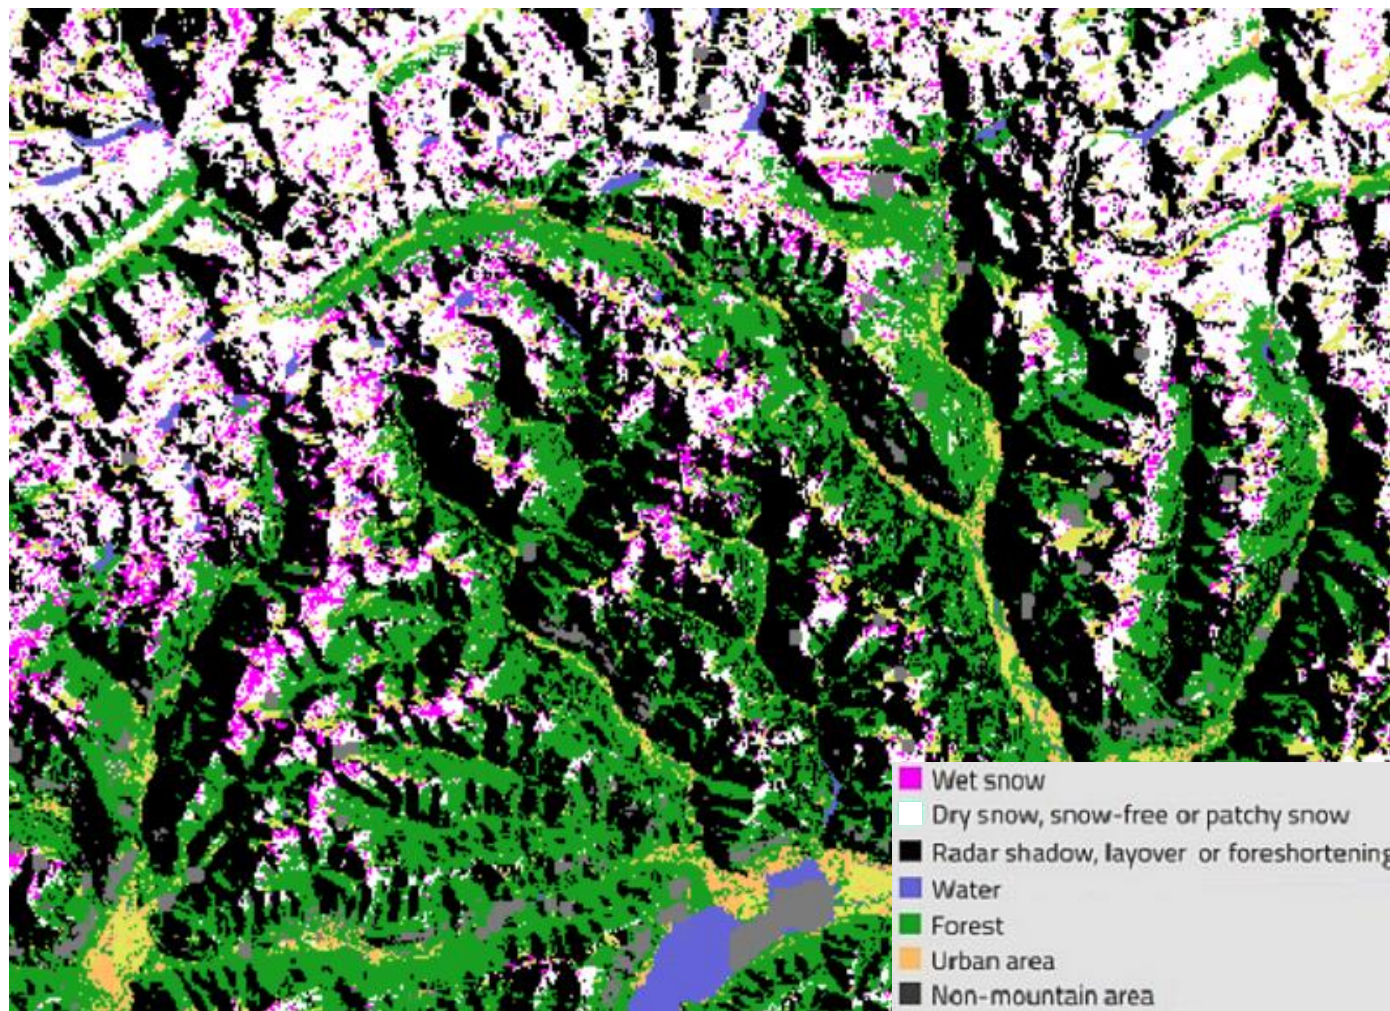 Wet snow
Dry snow, snow-free or patchy snow
Radar shadow, layover or foreshortening
Water
Forest
Urban area
Non-mountain area